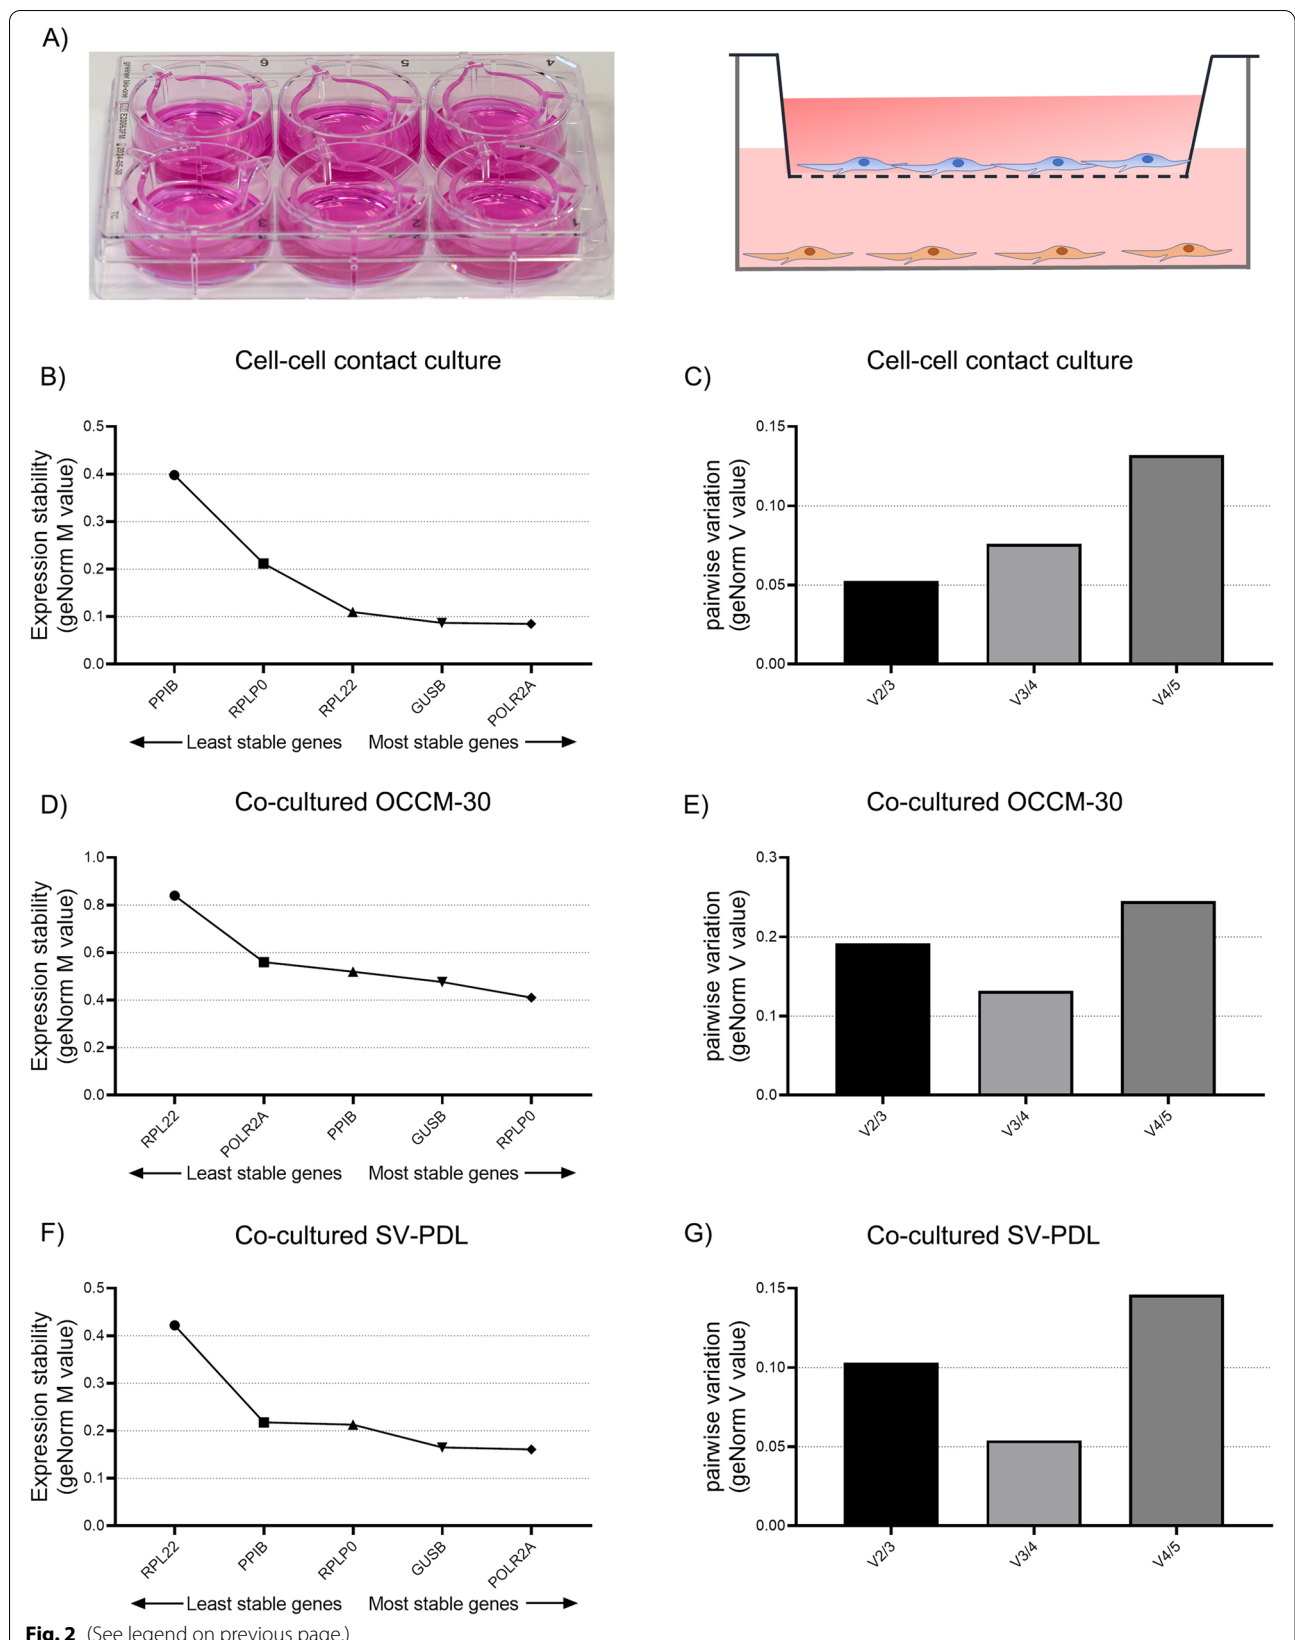 A)
6 5 4
3 2 1
TC
Cell-cell contact culture
B)
Expression stability
(geNorm M value)
0.5
0.4
0.3
0.2
0.1
0.0
PPIB RPLP0 RPL22 GUSB POLR2A
Least stable genes Most stable genes
Cell-cell contact culture
C)
pairwise variation
(geNorm V value)
0.15
0.10
0.05
0.00
V2/3 V3/4 V4/5
Co-cultured OCCM-30
D)
Expression stability
(geNorm M value)
1.0
0.8
0.6
0.4
0.2
0.0
RPL22 POLR2A PPIB GUSB RPLP0
Least stable genes Most stable genes
Co-cultured OCCM-30
E)
pairwise variation
(geNorm V value)
0.3
0.2
0.1
0.0
V2/3 V3/4 V4/5
Co-cultured SV-PDL
F)
Expression stability
(geNorm M value)
0.5
0.4
0.3
0.2
0.1
0.0
RPL22 PPIB RPLP0 GUSB POLR2A
Least stable genes Most stable genes
Co-cultured SV-PDL
G)
pairwise variation
(geNorm V value)
0.15
0.10
0.05
0.00
V2/3 V3/4 V4/5
Fig. 2 (See legend on previous page.)